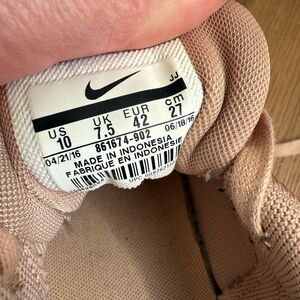 JJ
US UK EUR cm
10 7.5 42 27
04/21/16 861674-902 06/18/16
MADE IN INDONESIA
FABRIQUE EN INDONESIE
UPC